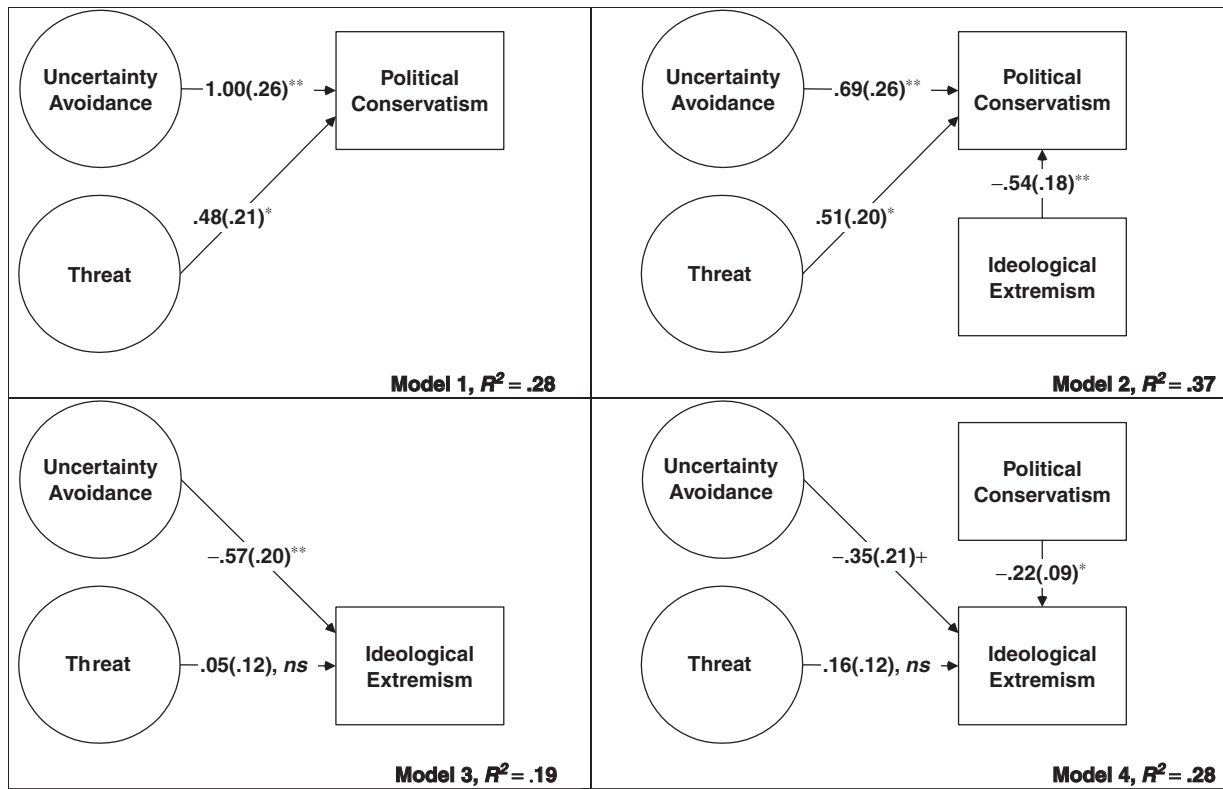 Uncertainty
Avoidance
1.00(.26)**
Political
Conservatism
.48(.21)*
Threat
Model 1, R² = .28
Uncertainty
Avoidance
.69(.26)**
Political
Conservatism
−.54(.18)**
.51(.20)*
Threat
Ideological
Extremism
Model 2, R² = .37
Uncertainty
Avoidance
−.57(.20)**
Threat
.05(.12), ns
Ideological
Extremism
Model 3, R² = .19
Uncertainty
Avoidance
Political
Conservatism
−.35(.21)+
−.22(.09)*
Threat
.16(.12), ns
Ideological
Extremism
Model 4, R² = .28